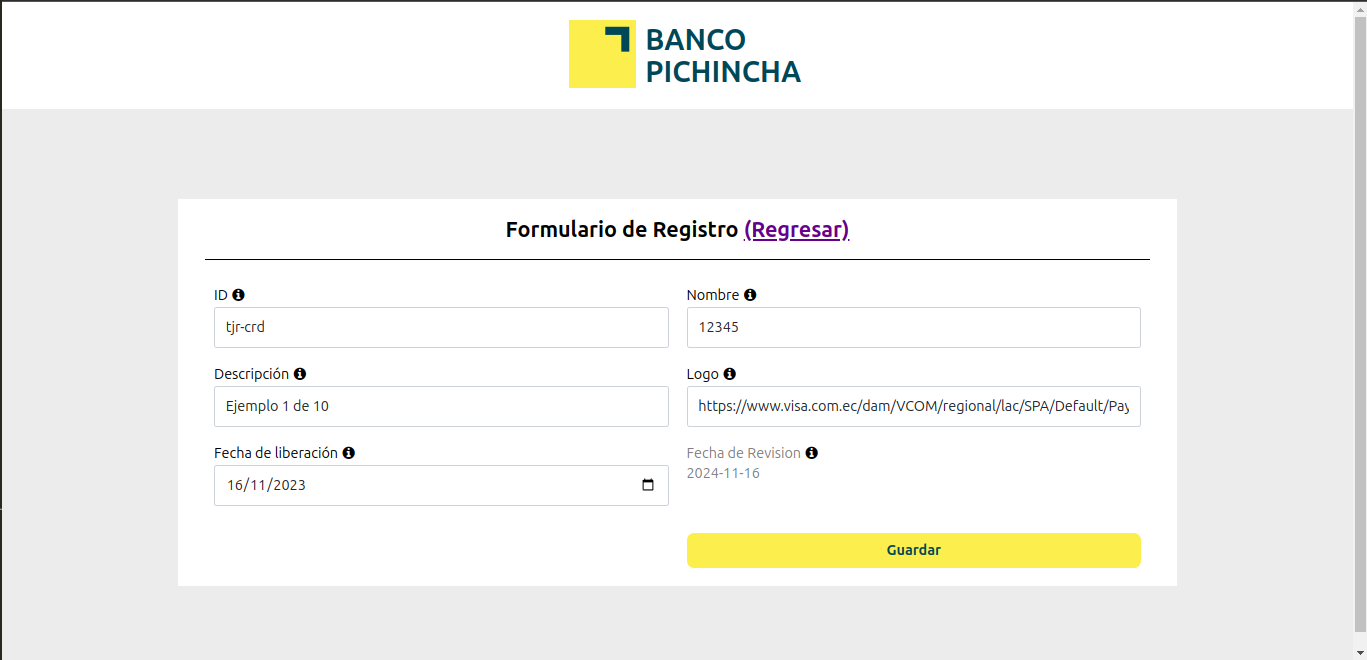 BANCO
PICHINCHA
Formulario de Registro (Regresar)
ID
Nombre
tjr-crd
12345
Descripción
Logo
Ejemplo 1 de 10
https://www.visa.com.ec/dam/VCOM/regional/lac/SPA/Default/Pay
Fecha de liberación
Fecha de Revision
16/11/2023
2024-11-16
Guardar